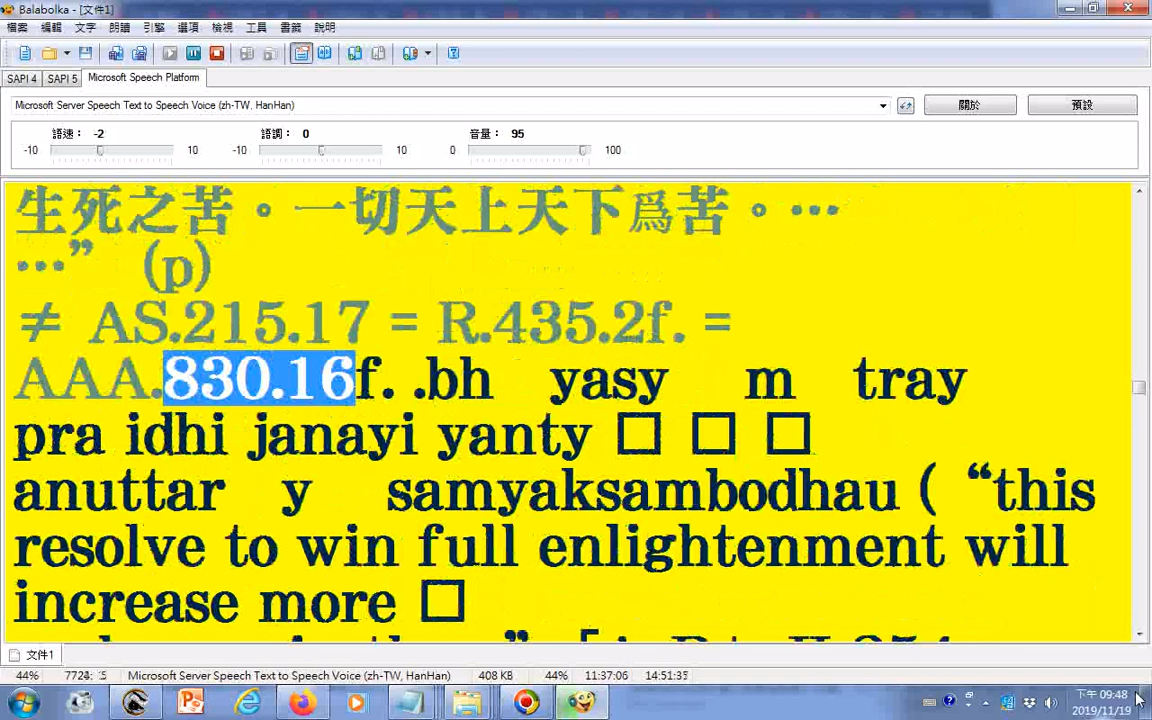 Balabolka - [文件1]
檔案 編輯 文字 朗讀 引擎 選項 檢視 工具 書籤 說明
SAPI 4 SAPI 5 Microsoft Speech Platform
Microsoft Server Speech Text to Speech Voice (zh-TW, HanHan) 關於 預設
語速： -2 語調： 0 音量： 95
-10 10 -10 10 0 100
生死之苦。一切天上天下爲苦。…
…” (p)
≠ AS.215.17 = R.435.2f. =
AAA.830.16f. .bh yasy m tray
pra idhi janayi yanty □ □ □
anuttar y samyaksambodhau ( “this
resolve to win full enlightenment will
increase more □
文件1
44% Microsoft Server Speech Text to Speech Voice (zh-TW, HanHan) 408 KB 44% 11:37:06 14:51:35
下午 09:48
2019/11/19